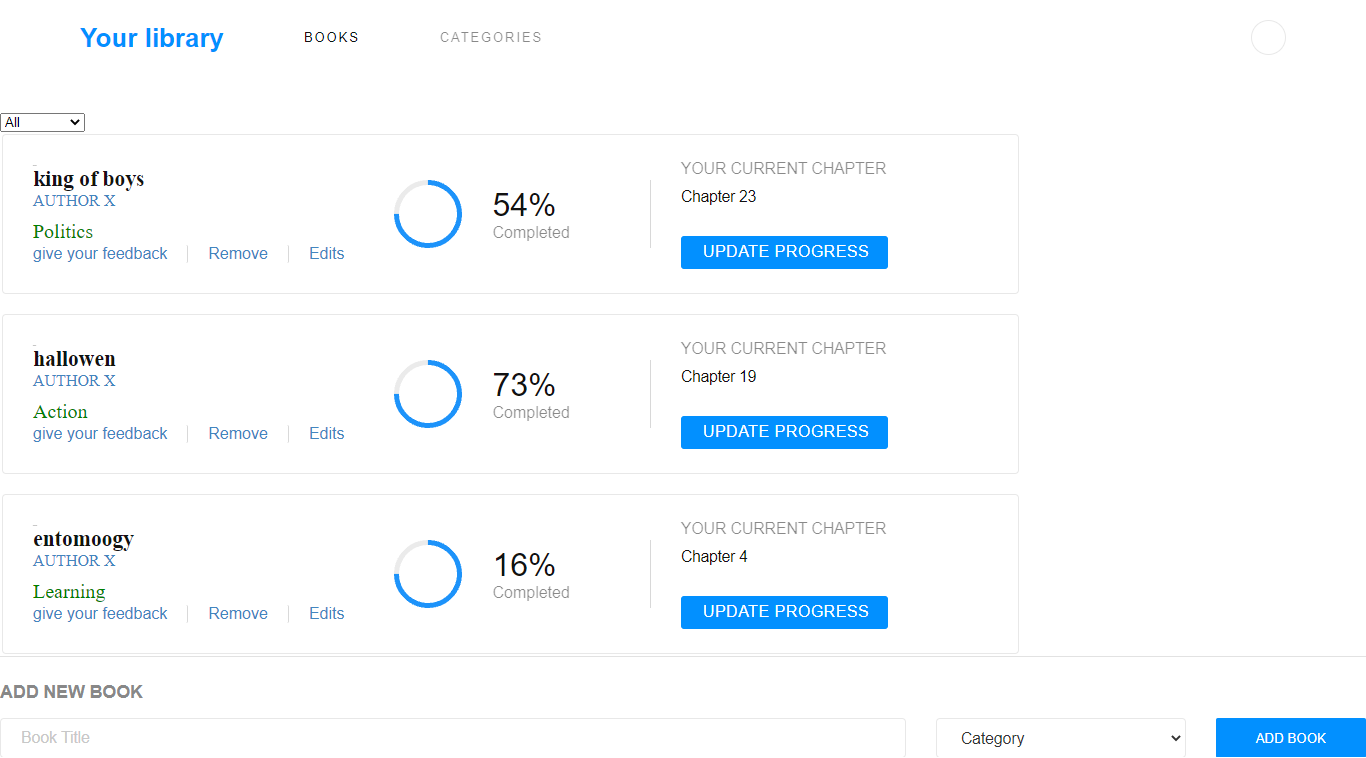 Your library BOOKS CATEGORIES
All
king of boys
AUTHOR X
Politics
give your feedback Remove Edits
54%
Completed
YOUR CURRENT CHAPTER
Chapter 23
UPDATE PROGRESS
hallowen
AUTHOR X
Action
give your feedback Remove Edits
73%
Completed
YOUR CURRENT CHAPTER
Chapter 19
UPDATE PROGRESS
entomoogy
AUTHOR X
Learning
give your feedback Remove Edits
16%
Completed
YOUR CURRENT CHAPTER
Chapter 4
UPDATE PROGRESS
ADD NEW BOOK
Book Title Category ADD BOOK